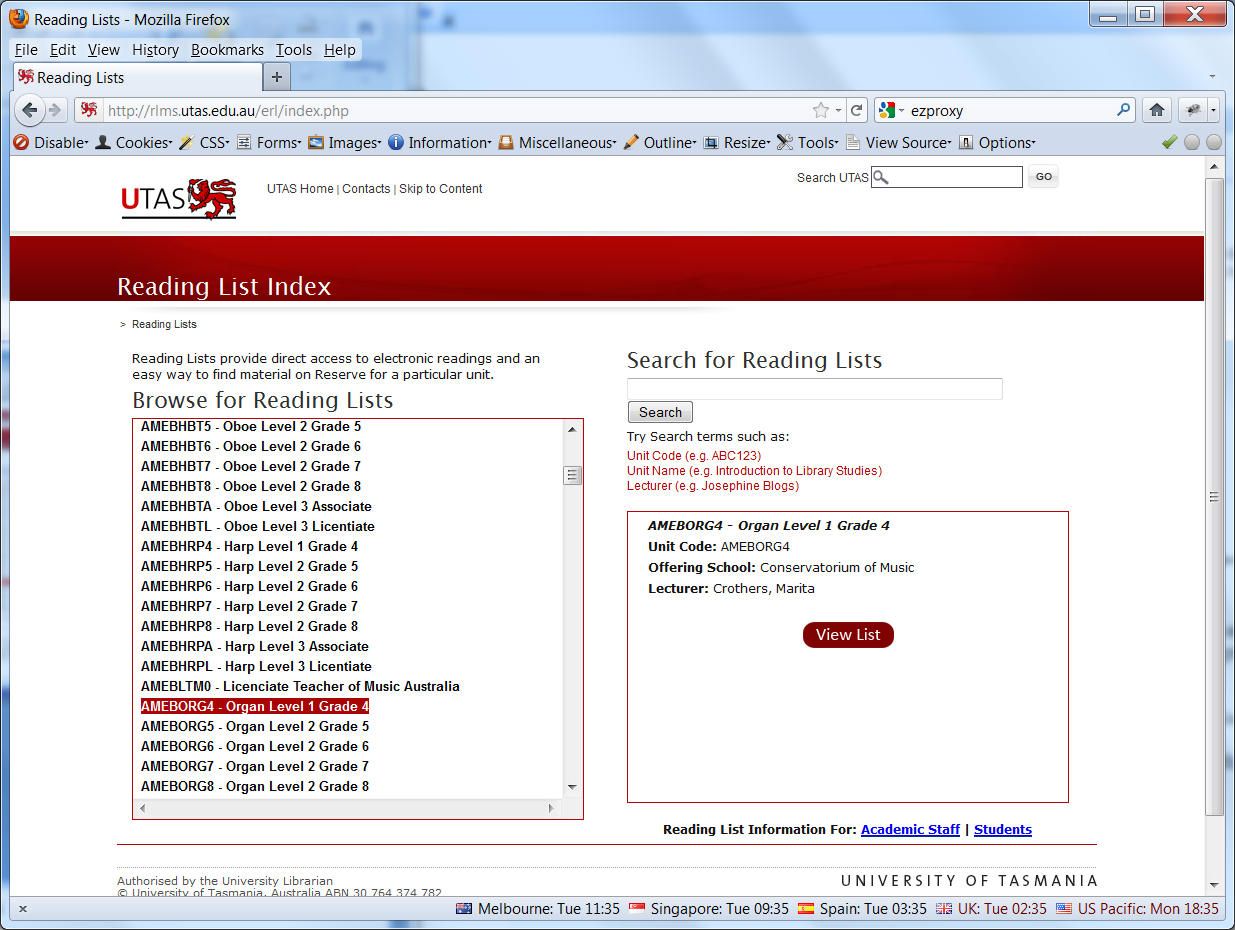 Reading Lists - Mozilla Firefox
File Edit View History Bookmarks Tools Help
Reading Lists
http://rlms.utas.edu.au/erl/index.php
ezproxy
Disable Cookies CSS Forms Images Information Miscellaneous Outline Resize Tools View Source Options
UTAS
UTAS Home | Contacts | Skip to Content
Search UTAS
GO
Reading List Index
> Reading Lists
Reading Lists provide direct access to electronic readings and an
easy way to find material on Reserve for a particular unit.
Browse for Reading Lists
AMEBHBT5 - Oboe Level 2 Grade 5
AMEBHBT6 - Oboe Level 2 Grade 6
AMEBHBT7 - Oboe Level 2 Grade 7
AMEBHBT8 - Oboe Level 2 Grade 8
AMEBHBTA - Oboe Level 3 Associate
AMEBHBTL - Oboe Level 3 Licentiate
AMEBHRP4 - Harp Level 1 Grade 4
AMEBHRP5 - Harp Level 2 Grade 5
AMEBHRP6 - Harp Level 2 Grade 6
AMEBHRP7 - Harp Level 2 Grade 7
AMEBHRP8 - Harp Level 2 Grade 8
AMEBHRPA - Harp Level 3 Associate
AMEBHRPL - Harp Level 3 Licentiate
AMEBLTM0 - Licenciate Teacher of Music Australia
AMEBORG4 - Organ Level 1 Grade 4
AMEBORG5 - Organ Level 2 Grade 5
AMEBORG6 - Organ Level 2 Grade 6
AMEBORG7 - Organ Level 2 Grade 7
AMEBORG8 - Organ Level 2 Grade 8
Search for Reading Lists
Search
Try Search terms such as:
Unit Code (e.g. ABC123)
Unit Name (e.g. Introduction to Library Studies)
Lecturer (e.g. Josephine Blogs)
AMEBORG4 - Organ Level 1 Grade 4
Unit Code: AMEBORG4
Offering School: Conservatorium of Music
Lecturer: Crothers, Marita
View List
Reading List Information For: Academic Staff | Students
Authorised by the University Librarian
© University of Tasmania, Australia ABN 30 764 374 782
UNIVERSITY OF TASMANIA
Melbourne: Tue 11:35 Singapore: Tue 09:35 Spain: Tue 03:35 UK: Tue 02:35 US Pacific: Mon 18:35